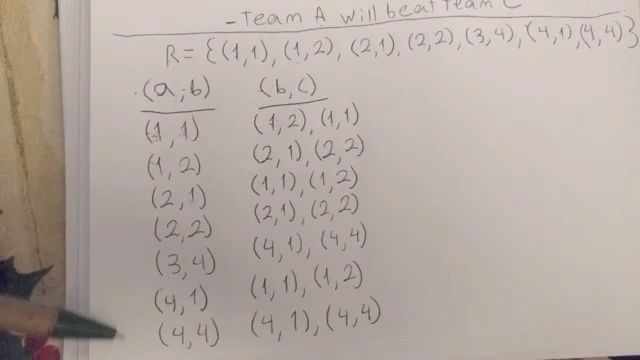 - Team A will beat Team C
R = {(1,1), (1,2), (2,1), (2,2), (3,4), (4,1), (4,4)}
(a,b) (b,c)
(1,1) (1,2), (1,1)
(1,2) (2,1), (2,2)
(2,1) (1,1), (1,2)
(2,2) (2,1), (2,2)
(3,4) (4,1), (4,4)
(4,1) (1,1), (1,2)
(4,4) (4,1), (4,4)